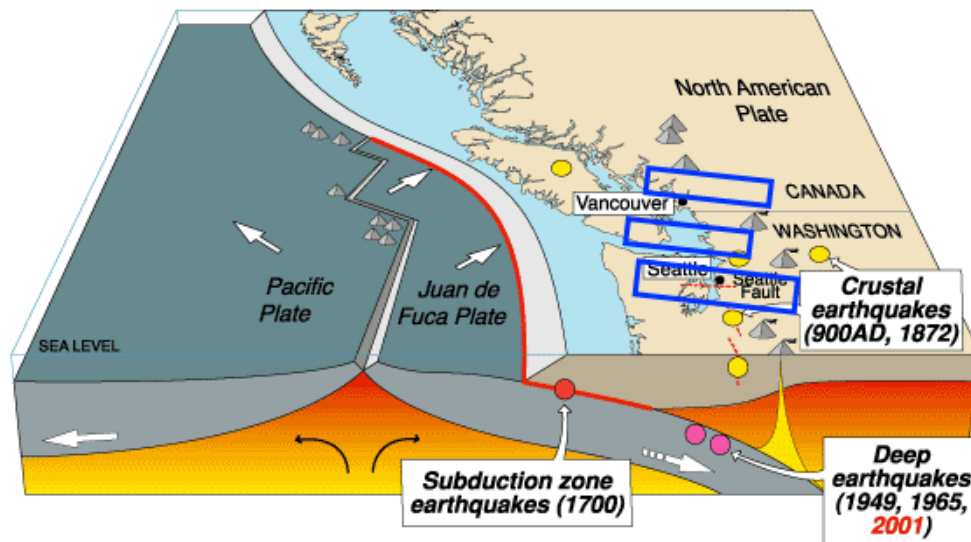 North American
Plate
CANADA
Vancouver
WASHINGTON
Seattle
Seattle
Fault
Crustal
earthquakes
(900AD, 1872)
Pacific
Plate
Juan de
Fuca Plate
SEA LEVEL
Subduction zone
earthquakes (1700)
Deep
earthquakes
(1949, 1965,
2001)